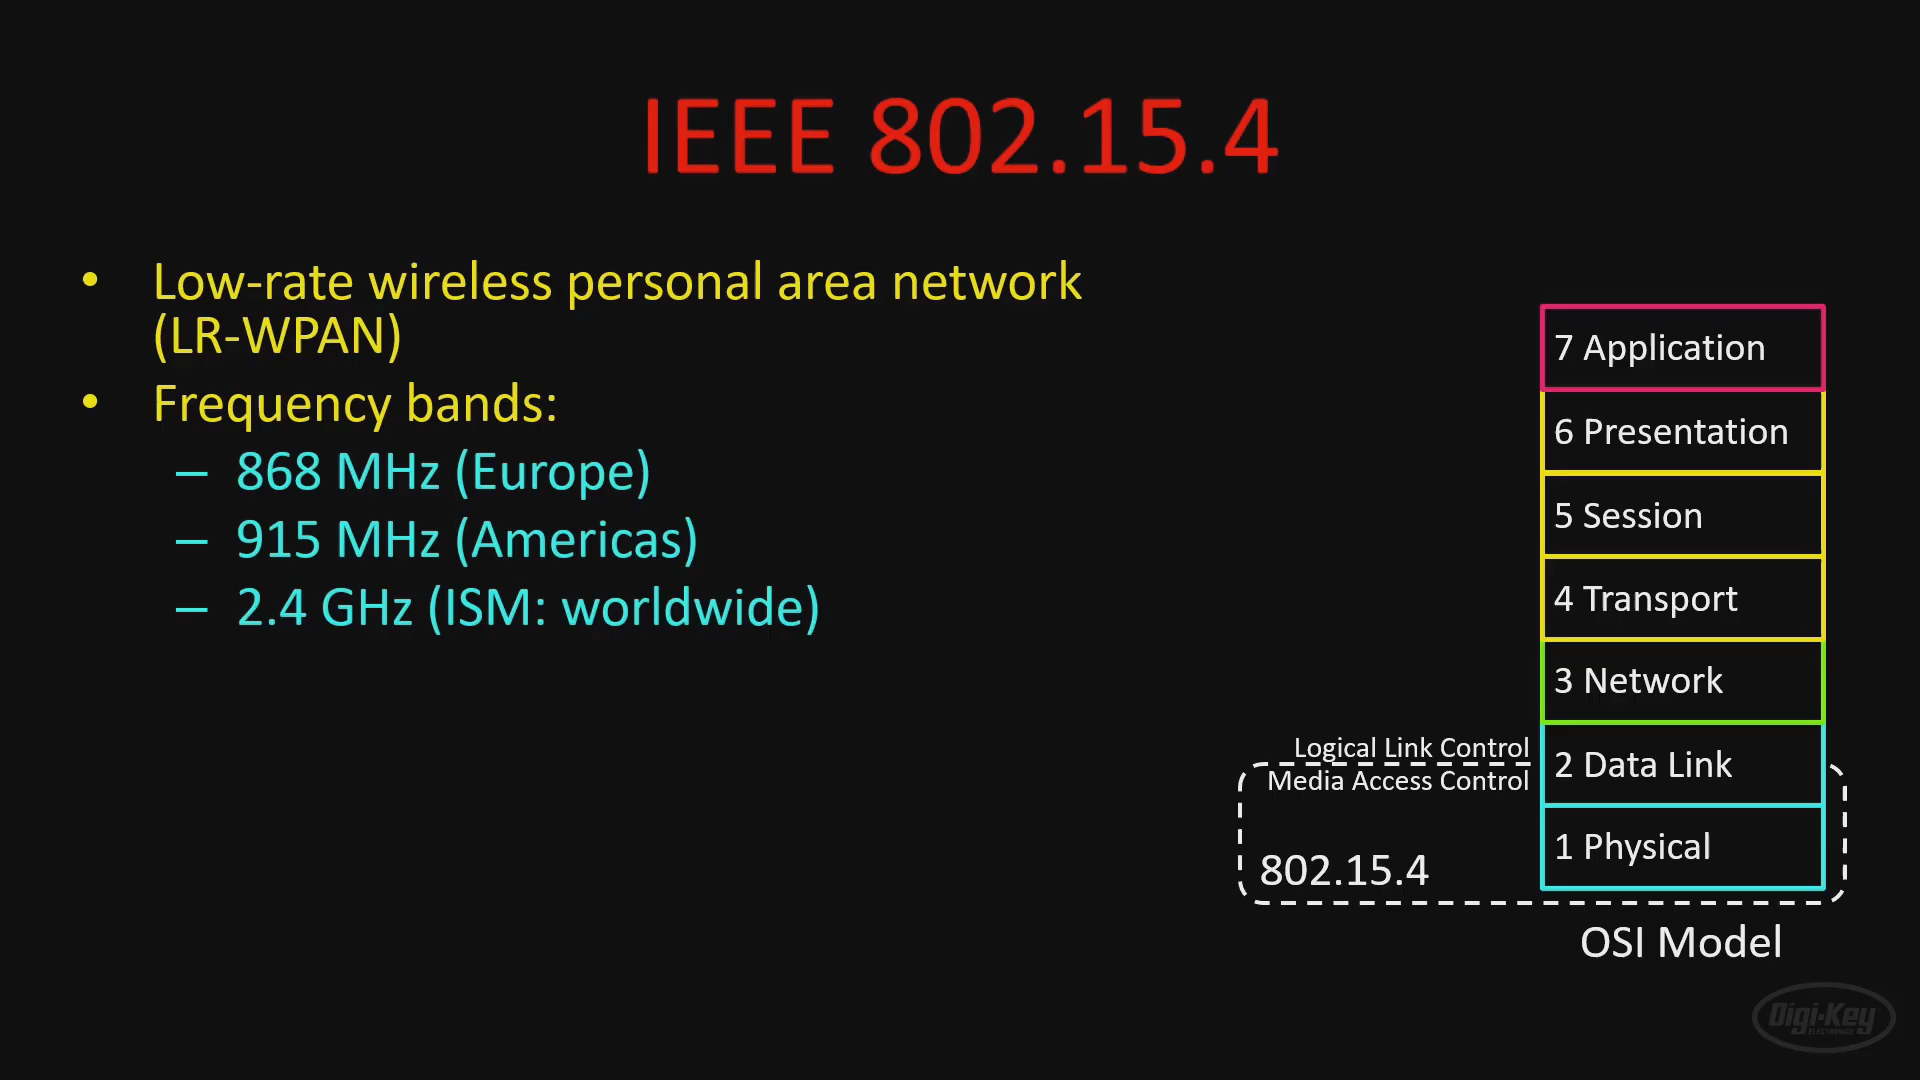 IEEE 802.15.4
• Low-rate wireless personal area network
(LR-WPAN)
• Frequency bands:
– 868 MHz (Europe)
– 915 MHz (Americas)
– 2.4 GHz (ISM: worldwide)
7 Application
6 Presentation
5 Session
4 Transport
3 Network
Logical Link Control
Media Access Control
2 Data Link
1 Physical
802.15.4
OSI Model
Digi-Key
ELECTRONICS